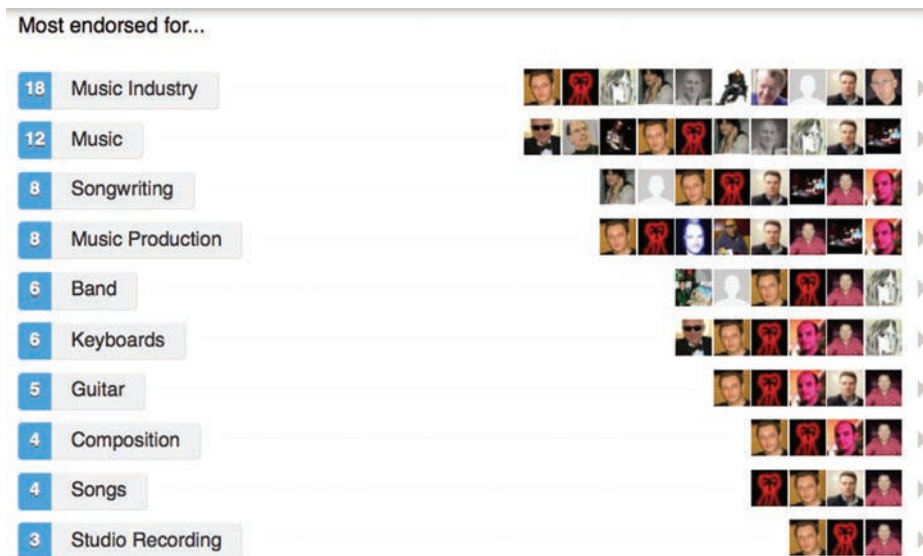 Most endorsed for...
18 Music Industry
12 Music
8 Songwriting
8 Music Production
6 Band
6 Keyboards
5 Guitar
4 Composition
4 Songs
3 Studio Recording